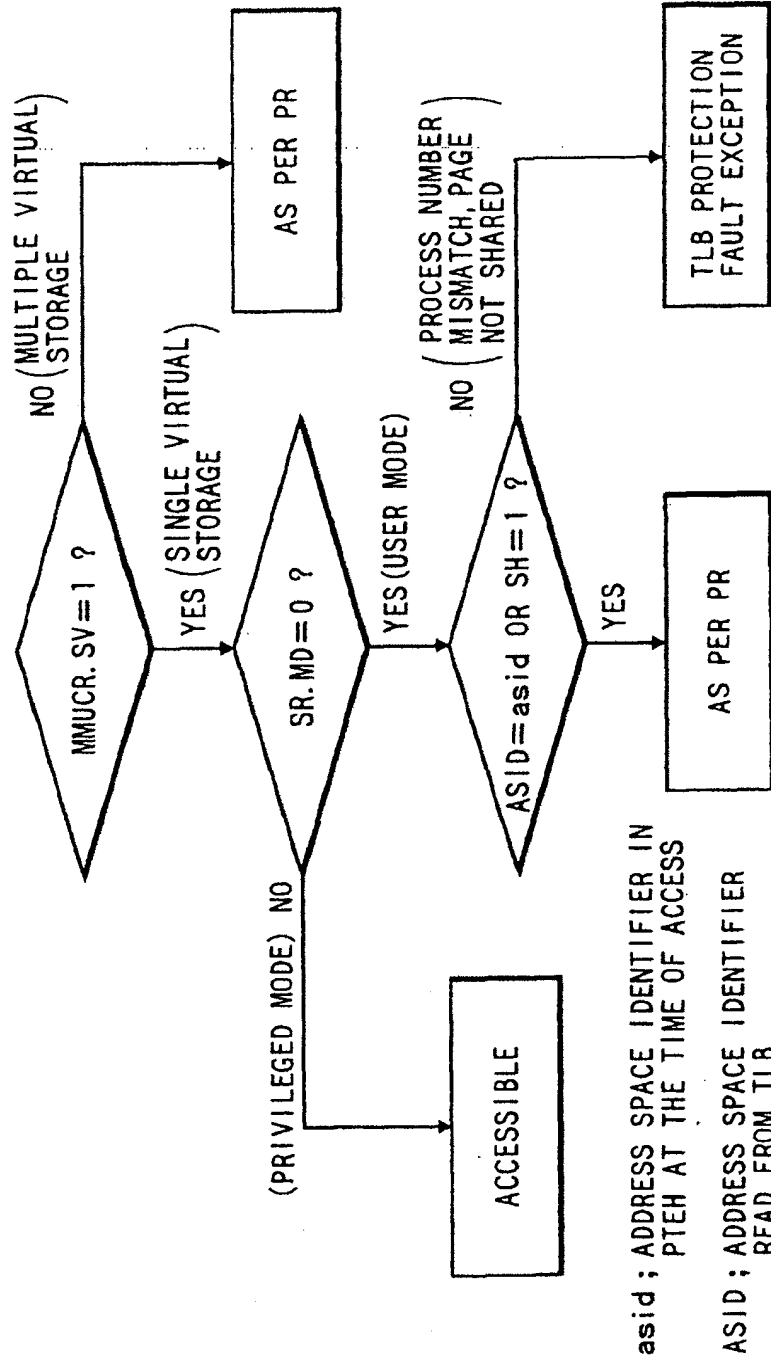 MMUCR. SV=1 ?
NO (MULTIPLE VIRTUAL
STORAGE)
AS PER PR
YES (SINGLE VIRTUAL
STORAGE)
SR. MD=0 ?
(PRIVILEGED MODE) NO
ACCESSIBLE
YES(USER MODE)
ASID=asid OR SH=1 ?
NO (PROCESS NUMBER
MISMATCH, PAGE
NOT SHARED)
TLB PROTECTION
FAULT EXCEPTION
YES
AS PER PR
asid ; ADDRESS SPACE IDENTIFIER IN
PTEH AT THE TIME OF ACCESS
ASID ; ADDRESS SPACE IDENTIFIER
READ FROM TLB